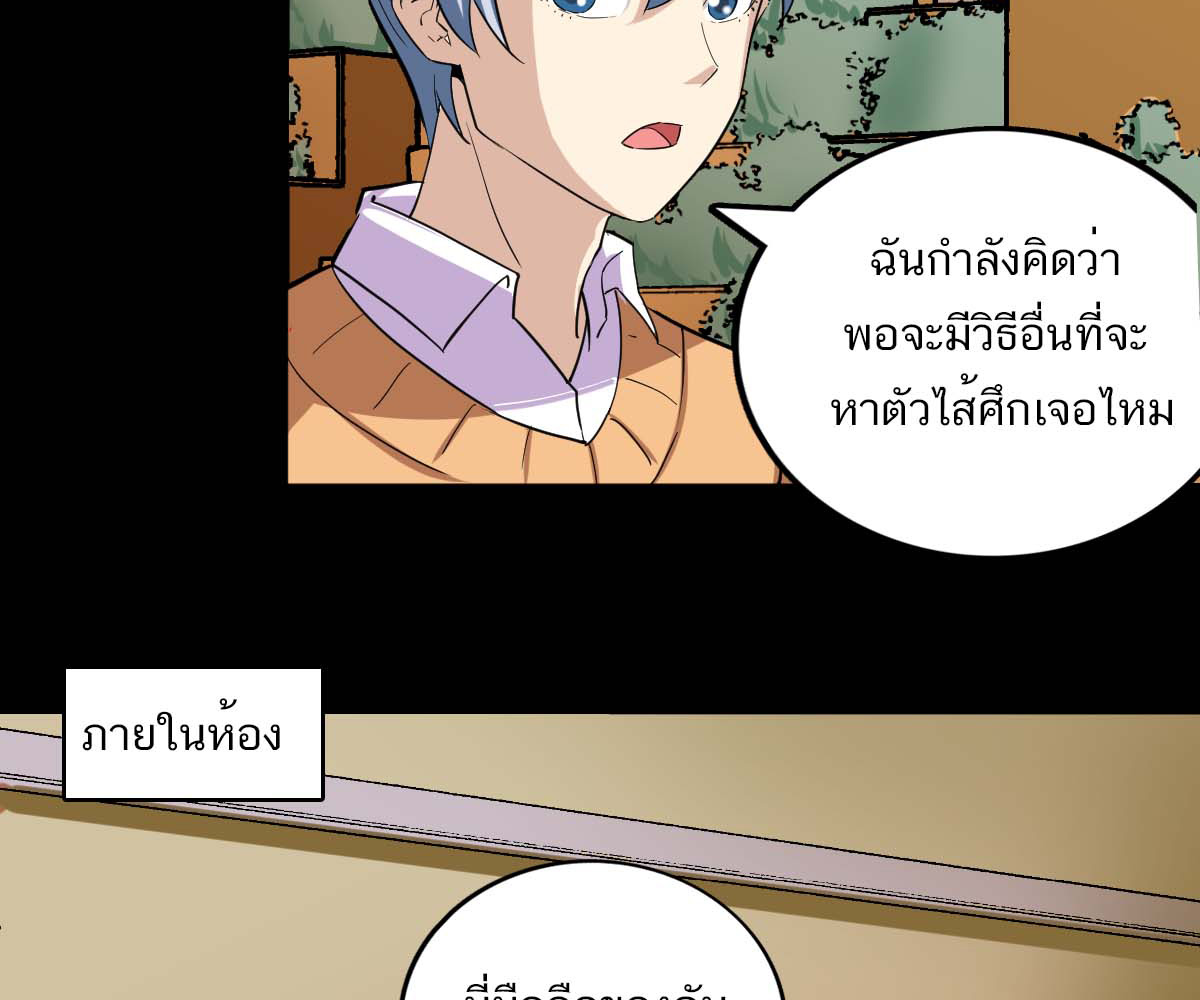 ฉันกำลังคิดว่า
พอจะมีวิธีอื่นที่จะ
หาตัวไส้ศึกเจอไหม
ภายในห้อง